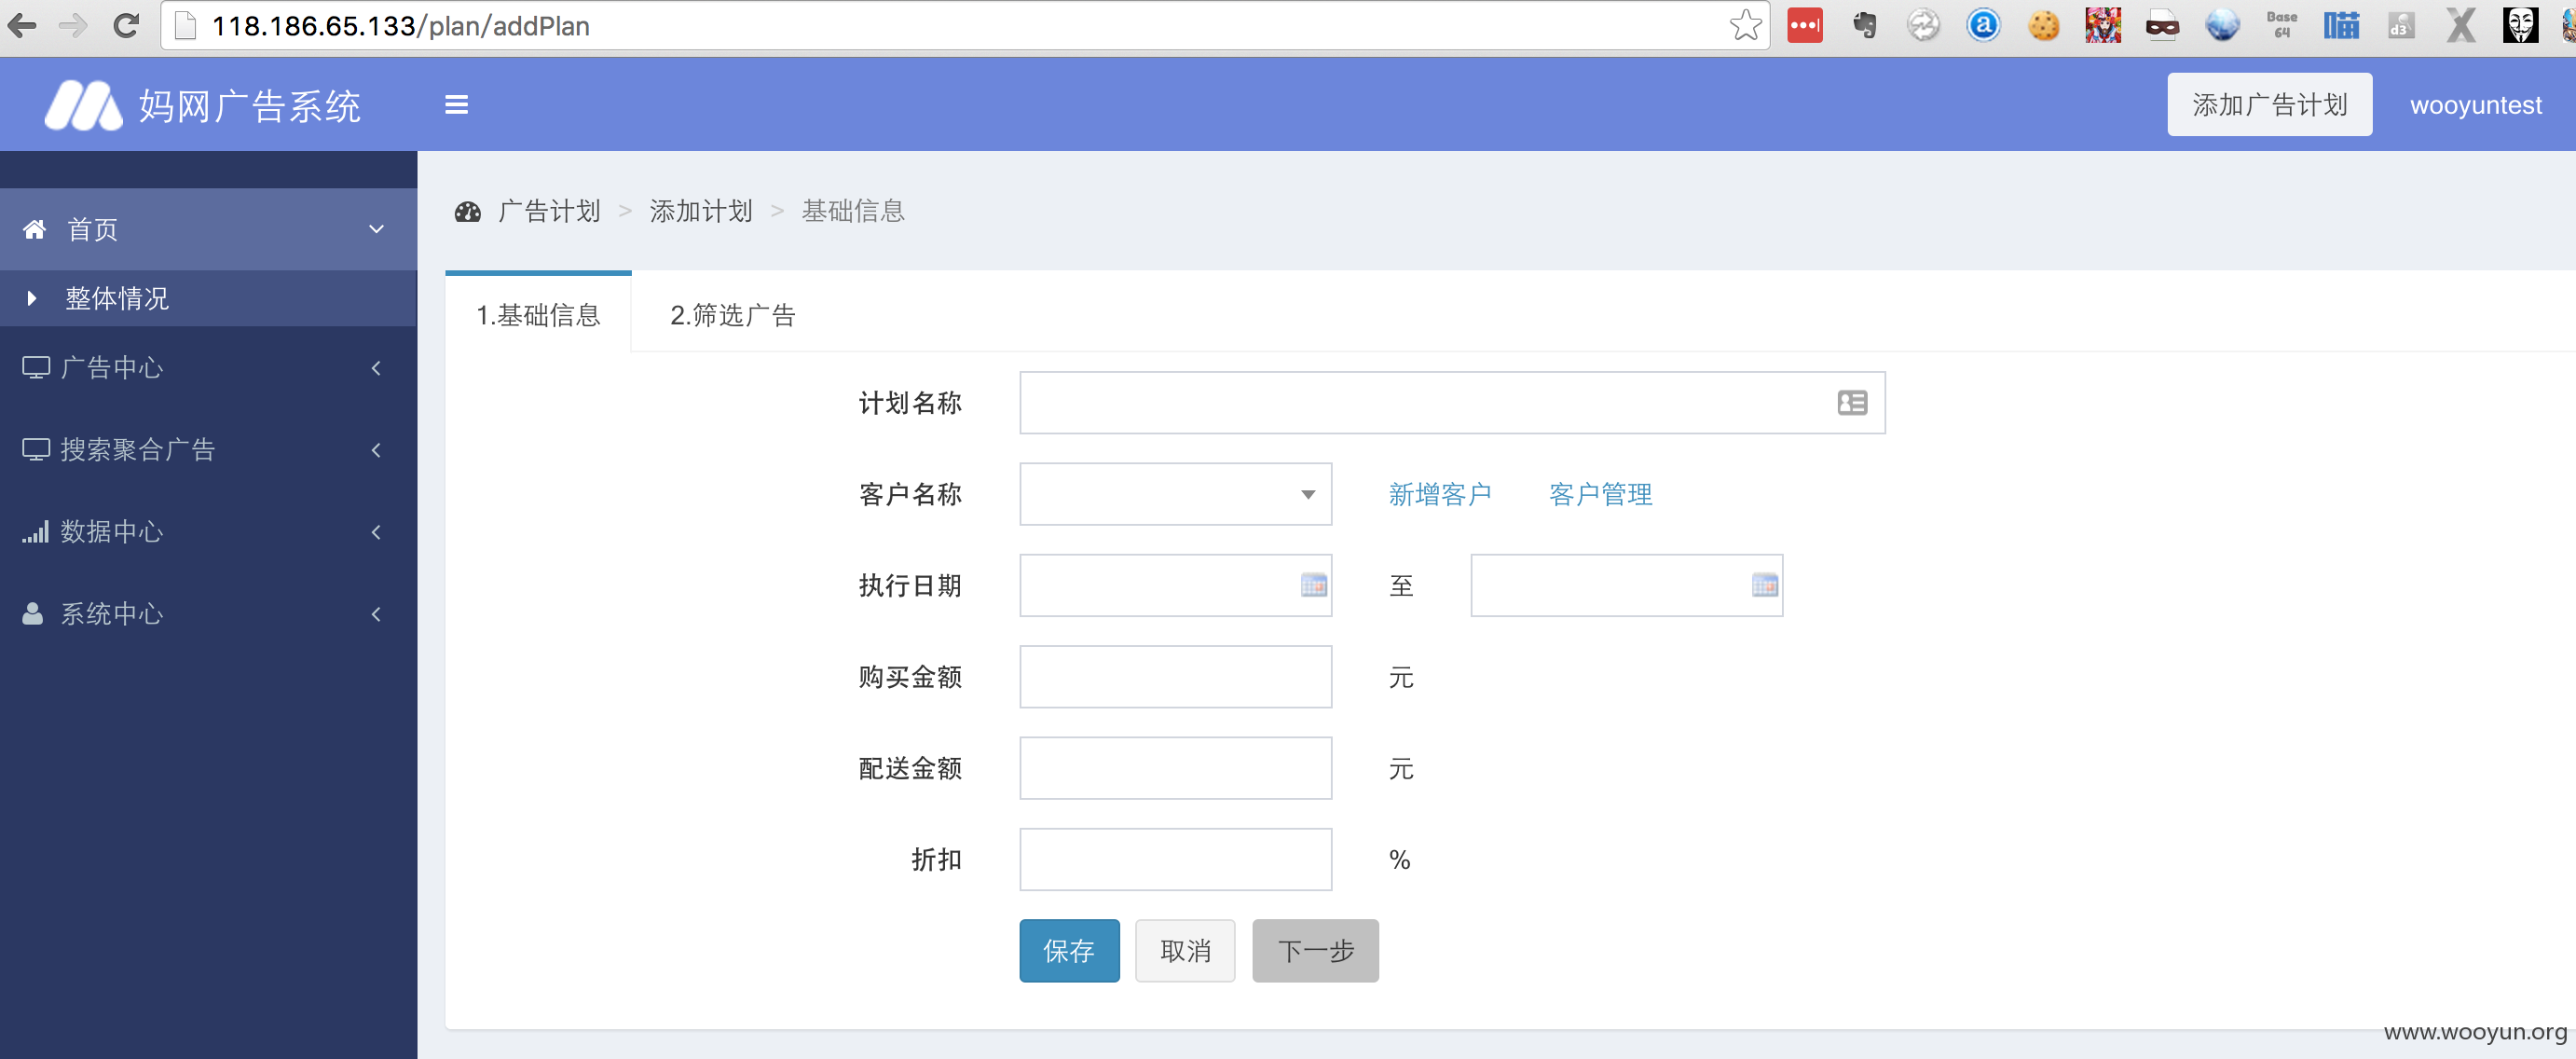 118.186.65.133/plan/addPlan
Base 64
喵
d3
X
妈网广告系统
添加广告计划
wooyuntest
首页
广告计划 > 添加计划 > 基础信息
整体情况
1.基础信息
2.筛选广告
广告中心
计划名称
搜索聚合广告
客户名称
新增客户
客户管理
数据中心
执行日期
至
系统中心
购买金额
元
配送金额
元
折扣
%
保存
取消
下一步
www.wooyun.org